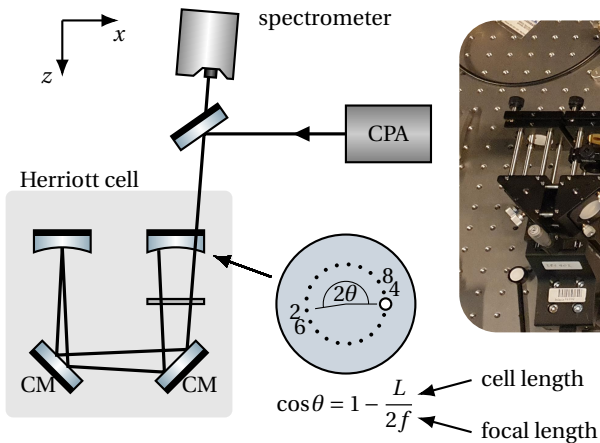 spectrometer
x
z
CPA
Herriott cell
8
2θ
4
2
6
CM
CM
cos θ = 1 − L / 2f
cell length
focal length